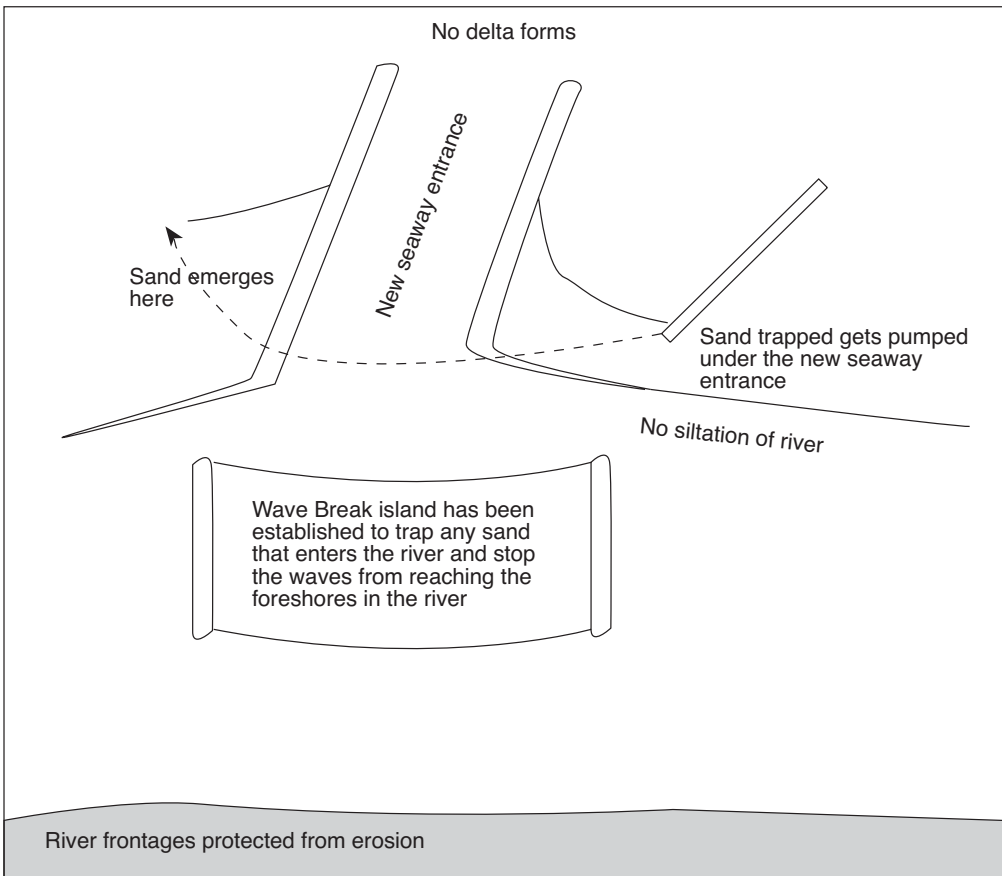 No delta forms
New seaway entrance
Sand emerges
here
Sand trapped gets pumped
under the new seaway
entrance
No siltation of river
Wave Break island has been
established to trap any sand
that enters the river and stop
the waves from reaching the
foreshores in the river
River frontages protected from erosion